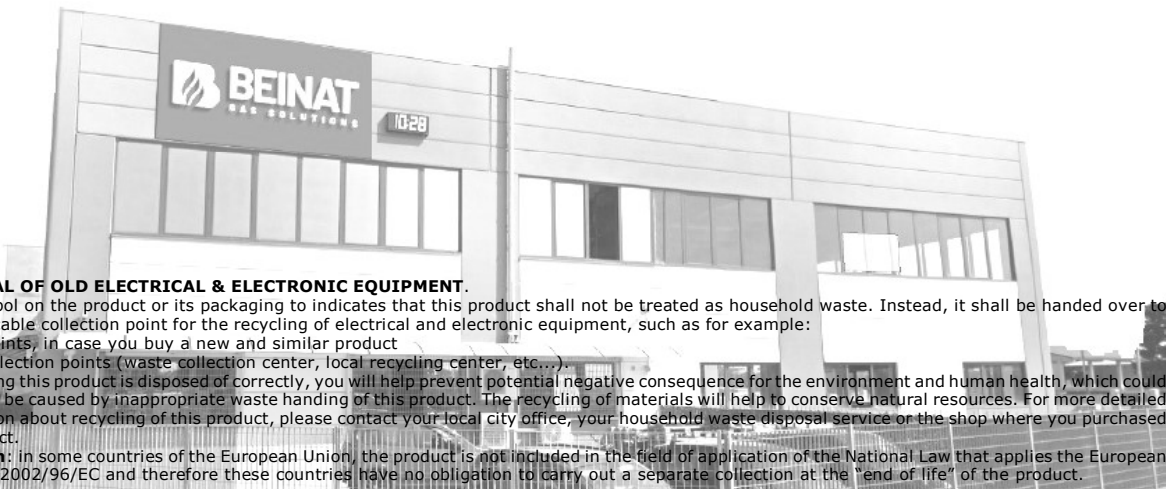 BEINAT
GAS SOLUTIONS
10:28
AL OF OLD ELECTRICAL & ELECTRONIC EQUIPMENT.
ol on the product or its packaging to indicates that this product shall not be treated as household waste. Instead, it shall be handed over to
able collection point for the recycling of electrical and electronic equipment, such as for example:
ints, in case you buy a new and similar product
llection points (waste collection center, local recycling center, etc...).
ng this product is disposed of correctly, you will help prevent potential negative consequence for the environment and human health, which could
be caused by inappropriate waste handing of this product. The recycling of materials will help to conserve natural resources. For more detailed
on about recycling of this product, please contact your local city office, your household waste disposal service or the shop where you purchased
ct.
n: in some countries of the European Union, the product is not included in the field of application of the National Law that applies the European
2002/96/EC and therefore these countries have no obligation to carry out a separate collection at the “end of life” of the product.